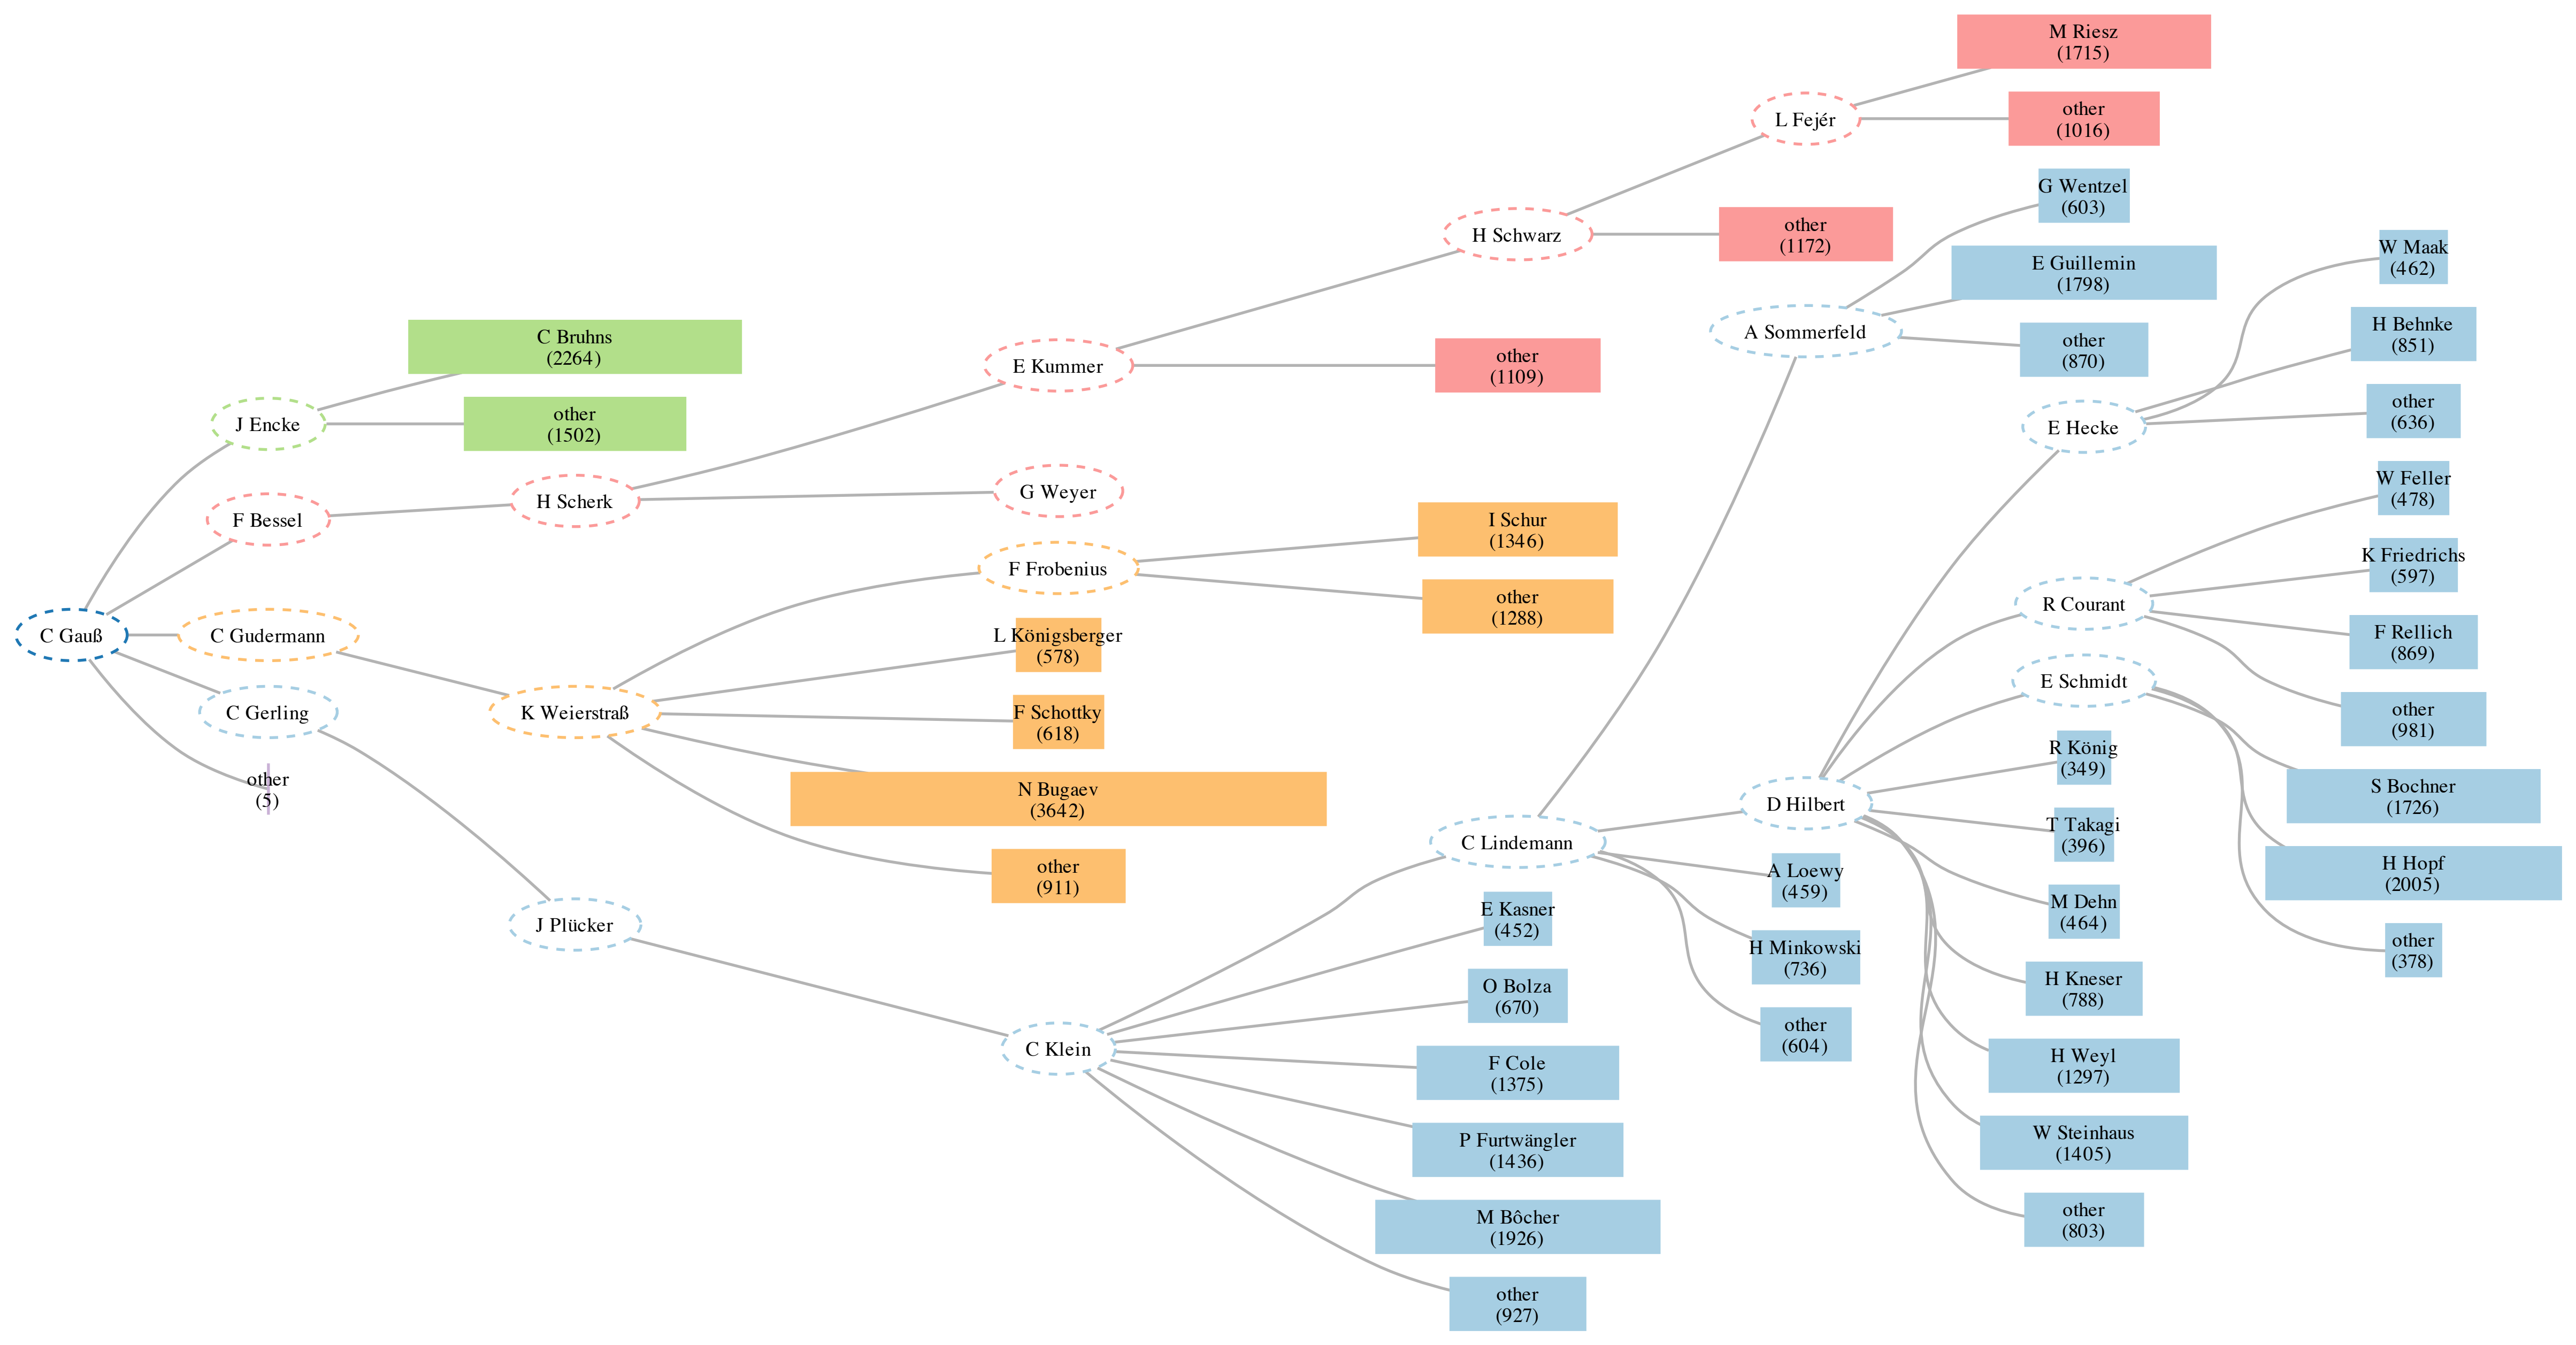 C Gauß
J Encke
F Bessel
C Gudermann
C Gerling
other
(5)
C Bruhns
(2264)
other
(1502)
H Scherk
K Weierstraß
J Plücker
E Kummer
G Weyer
F Frobenius
L Königsberger
(578)
F Schottky
(618)
N Bugaev
(3642)
other
(911)
C Klein
H Schwarz
other
(1109)
I Schur
(1346)
other
(1288)
C Lindemann
E Kasner
(452)
O Bolza
(670)
F Cole
(1375)
P Furtwängler
(1436)
M Bôcher
(1926)
other
(927)
L Fejér
other
(1172)
A Sommerfeld
D Hilbert
A Loewy
(459)
H Minkowski
(736)
other
(604)
M Riesz
(1715)
other
(1016)
G Wentzel
(603)
E Guillemin
(1798)
other
(870)
E Hecke
R Courant
E Schmidt
R König
(349)
T Takagi
(396)
M Dehn
(464)
H Kneser
(788)
H Weyl
(1297)
W Steinhaus
(1405)
other
(803)
W Maak
(462)
H Behnke
(851)
other
(636)
W Feller
(478)
K Friedrichs
(597)
F Rellich
(869)
other
(981)
S Bochner
(1726)
H Hopf
(2005)
other
(378)